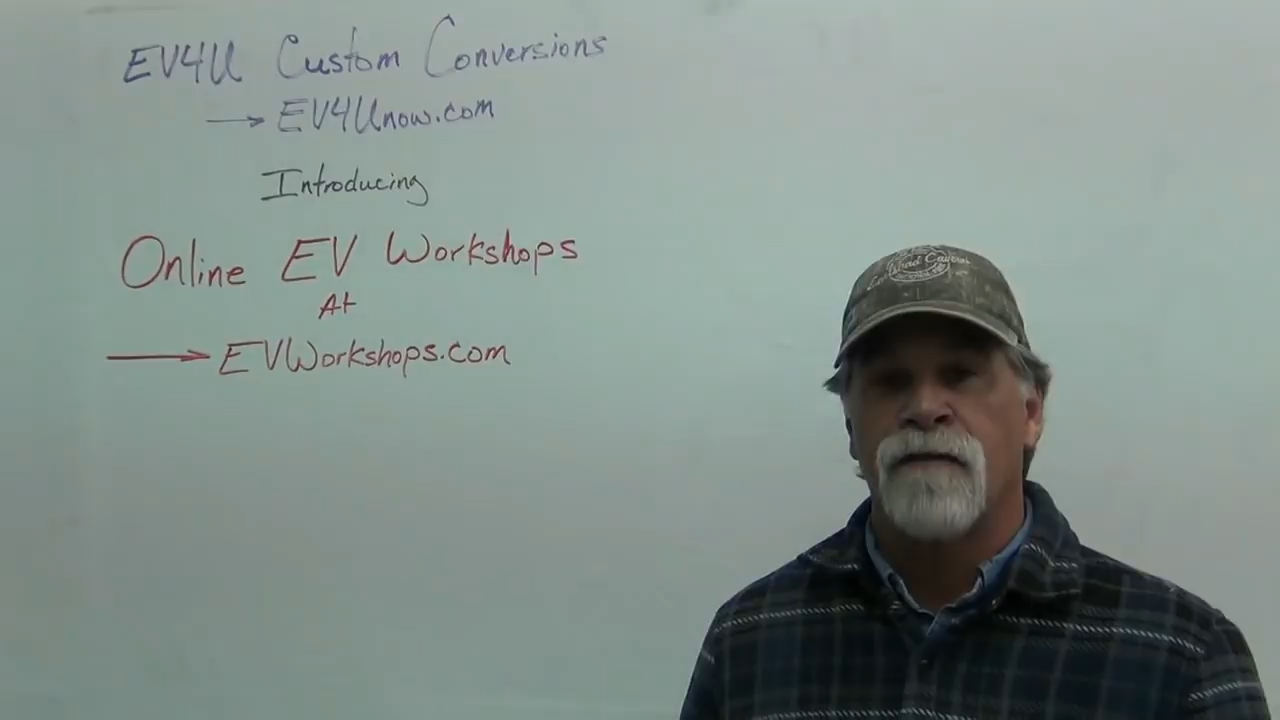 EV4U Custom Conversions
→ EV4Unow.com
Introducing
Online EV Workshops
At
→ EVWorkshops.com